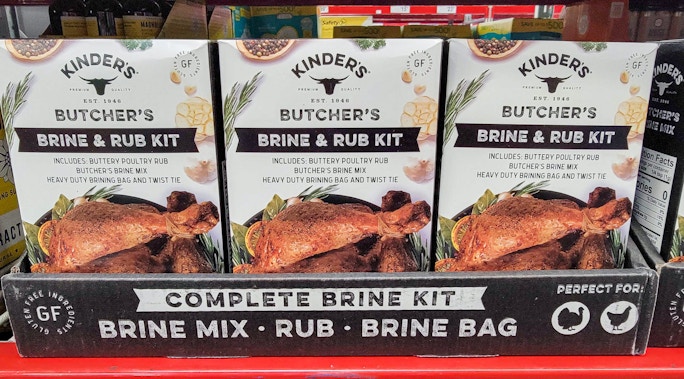 KINDER'S
PREMIUM QUALITY
EST. 1946
BUTCHER'S
BRINE & RUB KIT
INCLUDES: BUTTERY POULTRY RUB
BUTCHER'S BRINE MIX
HEAVY DUTY BRINING BAG AND TWIST TIE
GF
KINDER'S
PREMIUM QUALITY
EST. 1946
BUTCHER'S
BRINE & RUB KIT
INCLUDES: BUTTERY POULTRY RUB
BUTCHER'S BRINE MIX
HEAVY DUTY BRINING BAG AND TWIST TIE
GF
KINDER'S
PREMIUM QUALITY
EST. 1946
BUTCHER'S
BRINE & RUB KIT
INCLUDES: BUTTERY POULTRY RUB
BUTCHER'S BRINE MIX
HEAVY DUTY BRINING BAG AND TWIST TIE
GF
KINDER'S
BUTCHER'S
BRINE MIX
Nutrition Facts
0
GLUTEN FREE INGREDIENTS
GF
COMPLETE BRINE KIT
BRINE MIX · RUB · BRINE BAG
PERFECT FOR: